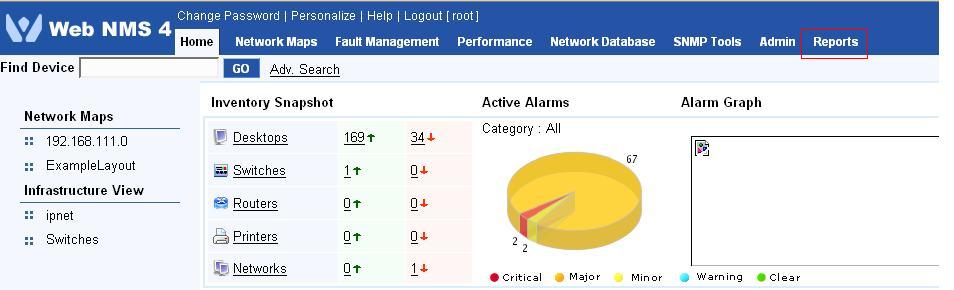 Web NMS 4
Change Password | Personalize | Help | Logout [ root ]
Home Network Maps Fault Management Performance Network Database SNMP Tools Admin Reports
Find Device GO Adv. Search
Network Maps
192.168.111.0
ExampleLayout
Infrastructure View
ipnet
Switches
Inventory Snapshot
Desktops 169 34
Switches 1 0
Routers 0 0
Printers 0 0
Networks 0 1
Active Alarms
Category : All
67
2
2
Critical Major Minor Warning Clear
Alarm Graph